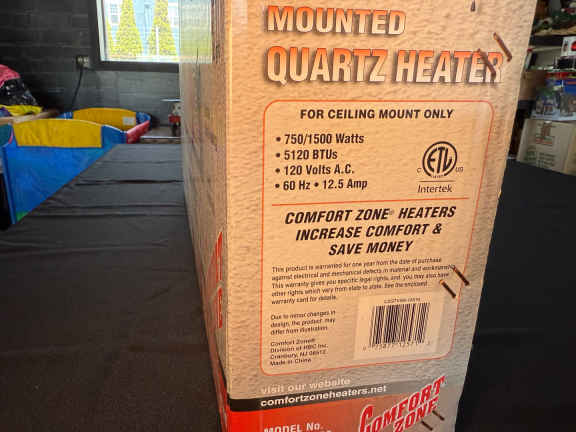 MOUNTED
QUARTZ HEATER
FOR CEILING MOUNT ONLY
• 750/1500 Watts
• 5120 BTUs
• 120 Volts A.C.
• 60 Hz • 12.5 Amp
C ETL US
Intertek
COMFORT ZONE® HEATERS
INCREASE COMFORT &
SAVE MONEY
This product is warranted for one year from the date of purchase
against electrical and mechanical defects in material and workmanship.
This warranty gives you specific legal rights, and, you may also have
other rights which vary from state to state. See the enclosed
warranty card for details.
Due to minor changes in
design, the product may
differ from illustration.
Comfort Zone®
Division of HBC Inc.
Cranbury, NJ 08512
Made in China
visit our website
comfortzoneheaters.net
MODEL No.
COMFORT
ZONE